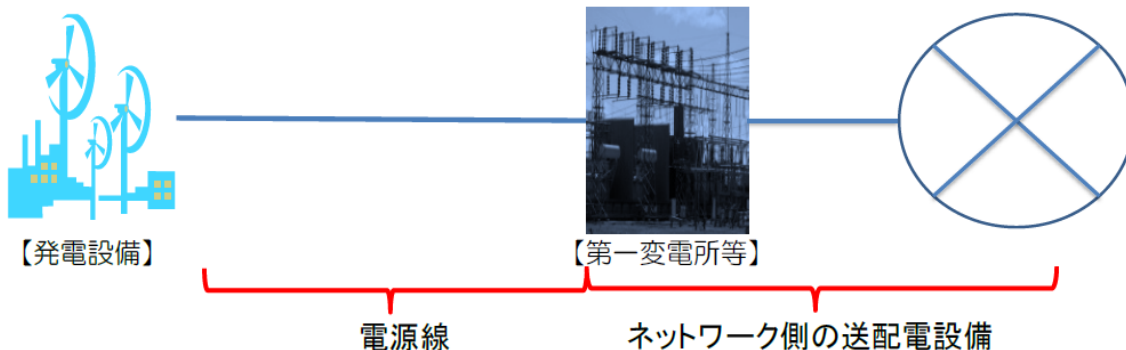 【発電設備】
【第一変電所等】
電源線
ネットワーク側の送配電設備